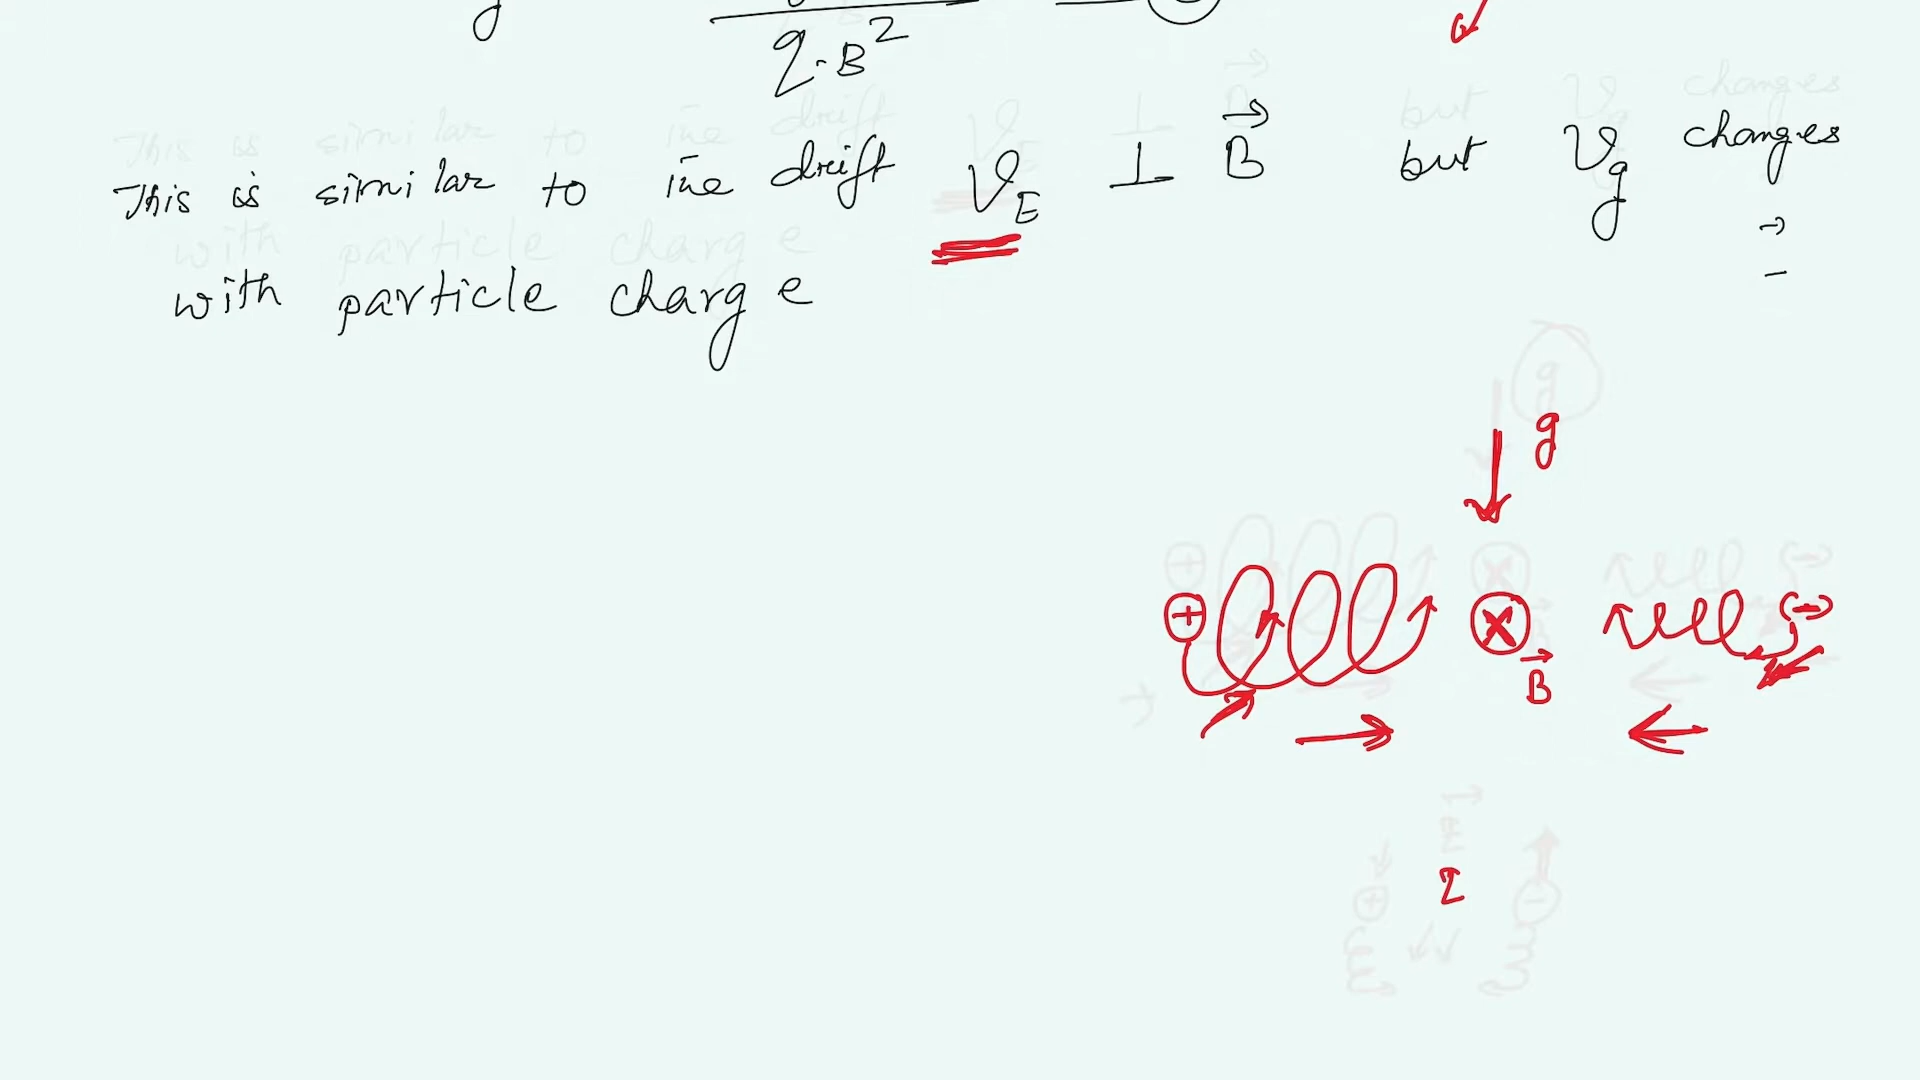 q.B²
This is similar to the drift V_E ⊥ B⃗ but V_g changes
with particle charge
g
+ ⊗ (-)
B⃗